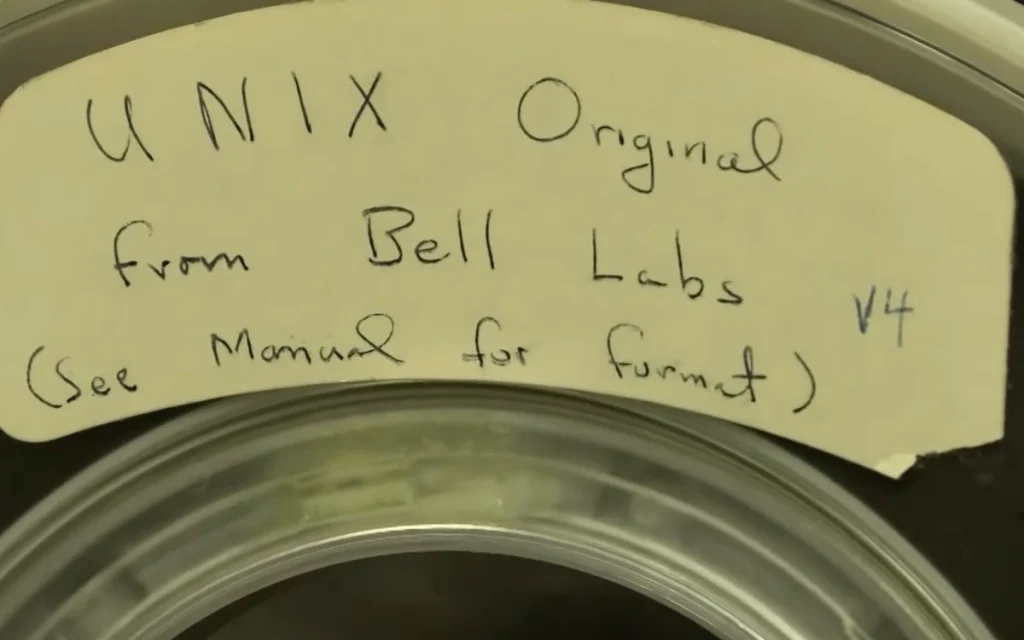 UNIX Original
from Bell Labs V4
(See Manual for format)